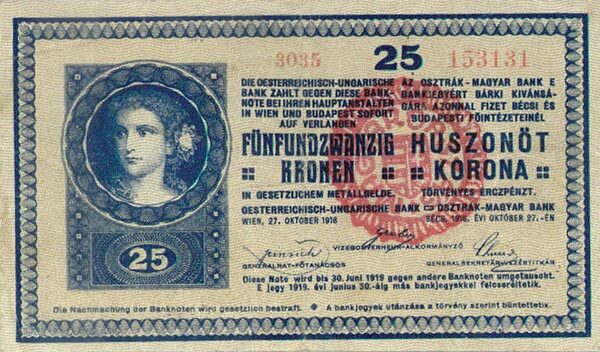 3035 25 153131
DIE OESTERREICHISCH-UNGARISCHE
BANK ZAHLT GEGEN DIESE BANK-
NOTE BEI IHREN HAUPTANSTALTEN
IN WIEN UND BUDAPEST SOFORT
AUF VERLANGEN
FÜNFUNDZWANZIG
KRONEN
IN GESETZLICHEM METALLGELDE.
OESTERREICHISCH-UNGARISCHE BANK
WIEN, 27. OKTOBER 1918
AZ OSZTRÁK-MAGYAR BANK E
BANKJEGYÉRT BÁRKI KIVÁNSÁ-
GÁRA AZONNAL FIZET BÉCSI ÉS
BUDAPESTI FŐINTÉZETEINÉL
HUSZONÖT
KORONA
TÖRVÉNYES ÉRCZPÉNZT.
OSZTRÁK-MAGYAR BANK
BÉCS, 1918. ÉVI OKTÓBER 27.-ÉN
VIZEGOUVERNEUR-ALKORMÁNYZÓ
GENERALRAT-FŐTANÁCSOS
GENERALSEKRETÄR-VEZÉRTITKÁR
Diese Note wird bis 30. Juni 1919 gegen andere Banknoten umgetauscht.
E jegy 1919. évi junius 30.-áig más bankjegyekkel felcseréltetik.
25
Die Nachmachung der Banknoten wird gesetzlich bestraft. A bankjegyek utánzása a törvény szerint büntettetik.